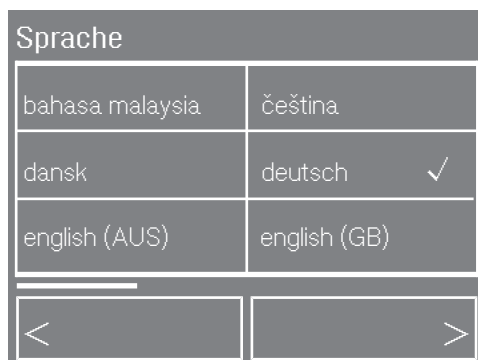 Sprache
bahasa malaysia čeština
dansk deutsch ✓
english (AUS) english (GB)
< >